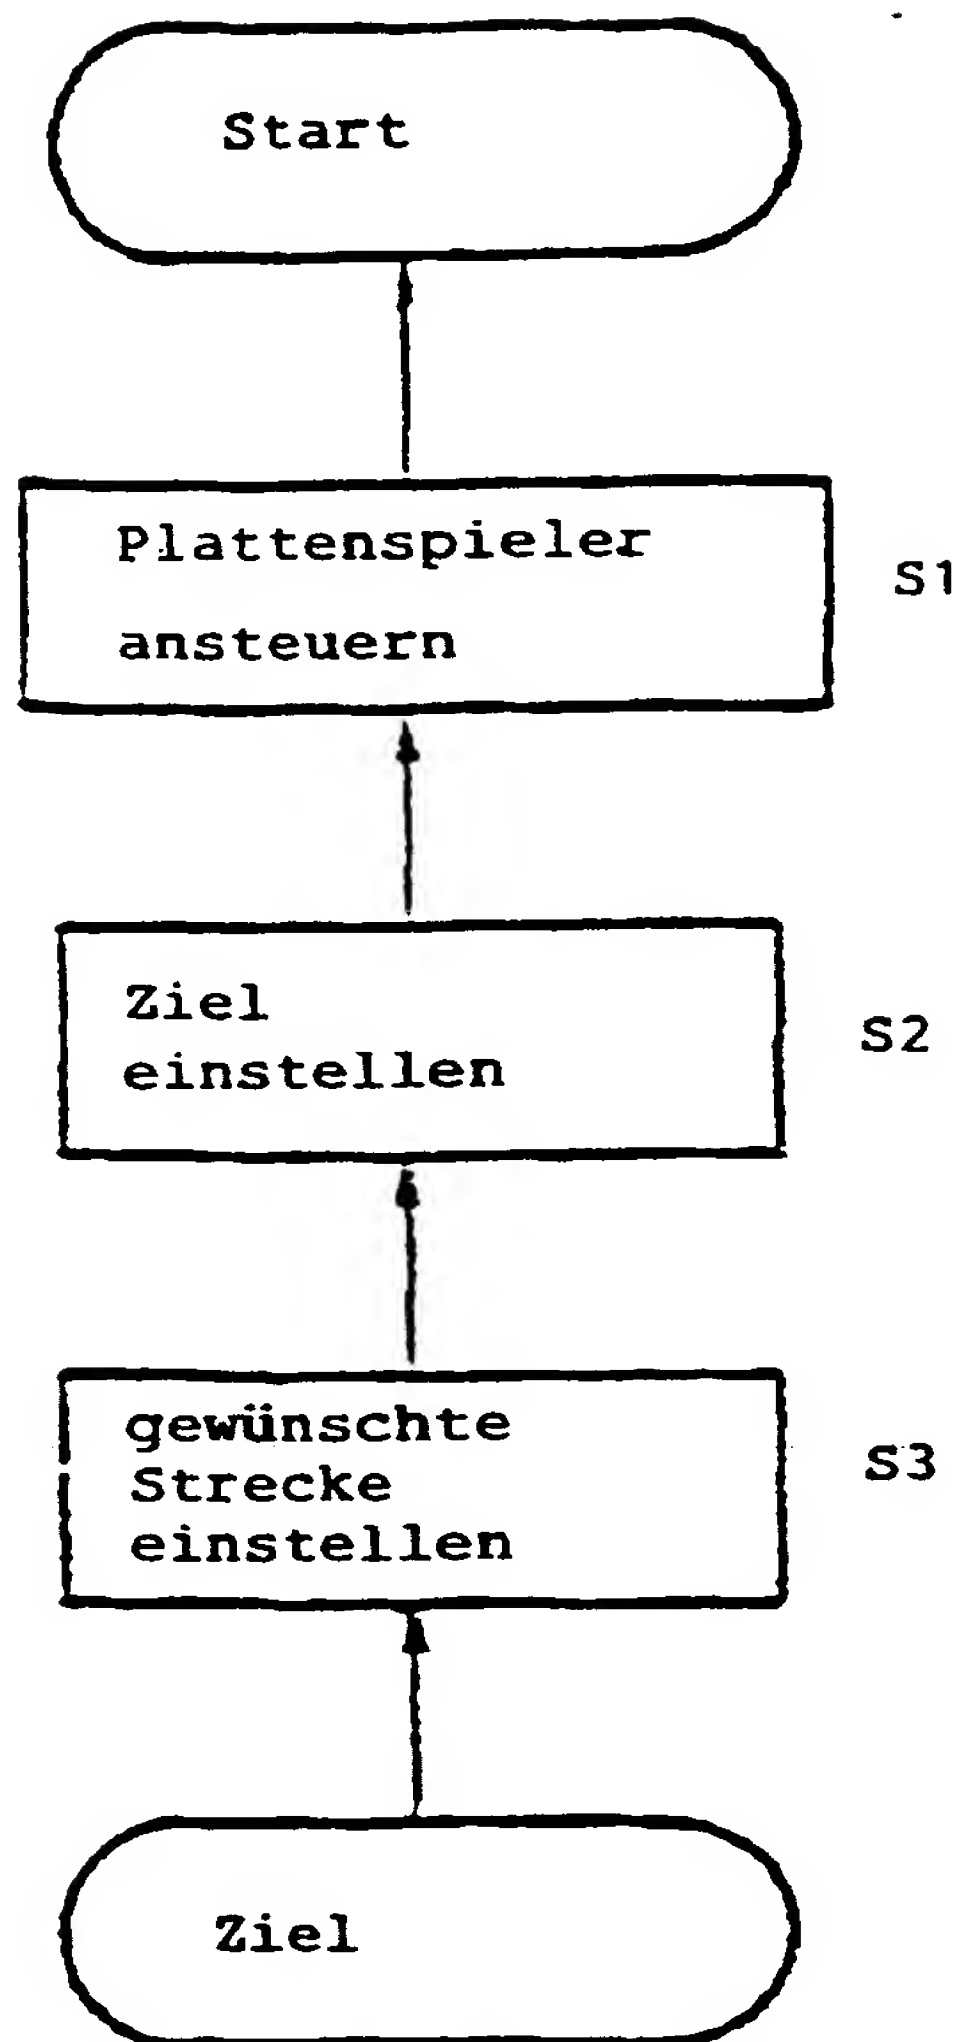 Start
Plattenspieler
ansteuern
S1
Ziel
einstellen
S2
gewünschte
Strecke
einstellen
S3
Ziel